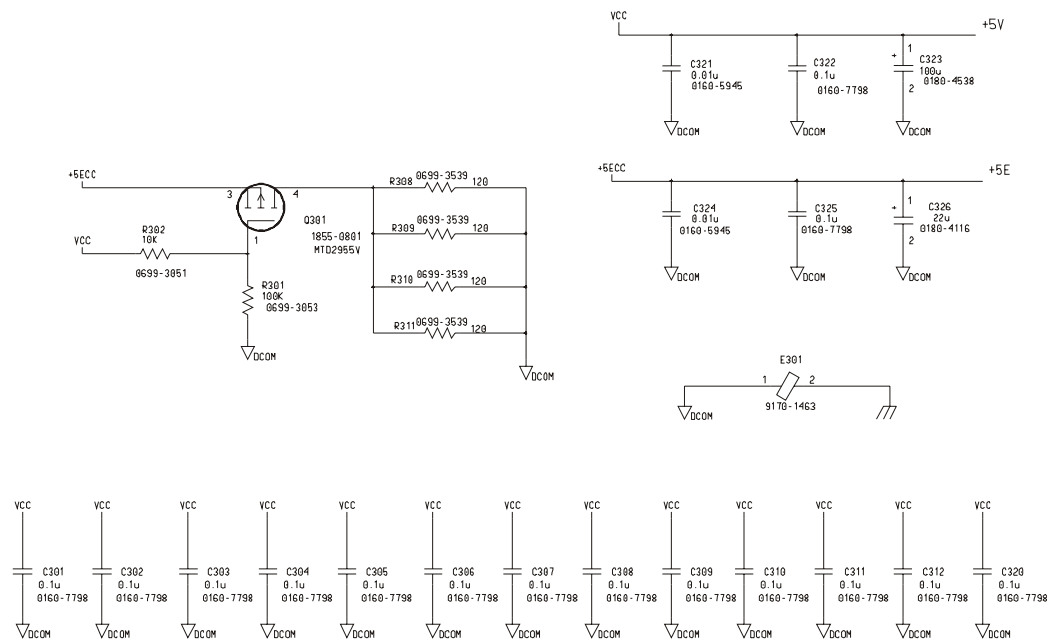 VCC
+5V
C321
0.01u
0160-5945
DCOM
C322
0.1u
0160-7798
DCOM
1
+
C323
100u
0180-4538
2
DCOM
+5ECC
+5E
C324
0.01u
0160-5945
DCOM
C325
0.1u
0160-7798
DCOM
1
+
C326
22u
0180-4116
2
DCOM
+5ECC
3
4
Q301
1855-0801
MTD2955V
1
VCC
R302
10K
0699-3051
R301
100K
0699-3053
DCOM
R308 0699-3539 120
R309 0699-3539 120
R310 0699-3539 120
R311 0699-3539 120
DCOM
E301
1 2
9170-1463
DCOM
VCC VCC VCC VCC VCC VCC VCC VCC VCC VCC VCC VCC VCC
C301 C302 C303 C304 C305 C306 C307 C308 C309 C310 C311 C312 C320
0.1u 0.1u 0.1u 0.1u 0.1u 0.1u 0.1u 0.1u 0.1u 0.1u 0.1u 0.1u 0.1u
0160-7798 0160-7798 0160-7798 0160-7798 0160-7798 0160-7798 0160-7798 0160-7798 0160-7798 0160-7798 0160-7798 0160-7798 0160-7798
DCOM DCOM DCOM DCOM DCOM DCOM DCOM DCOM DCOM DCOM DCOM DCOM DCOM